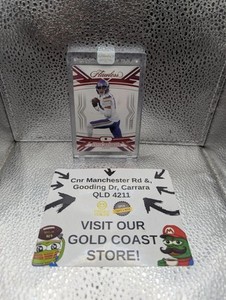 Flawless
Cnr Manchester Rd &,
Gooding Dr, Carrara
QLD 4211
VISIT OUR
GOLD COAST
STORE!